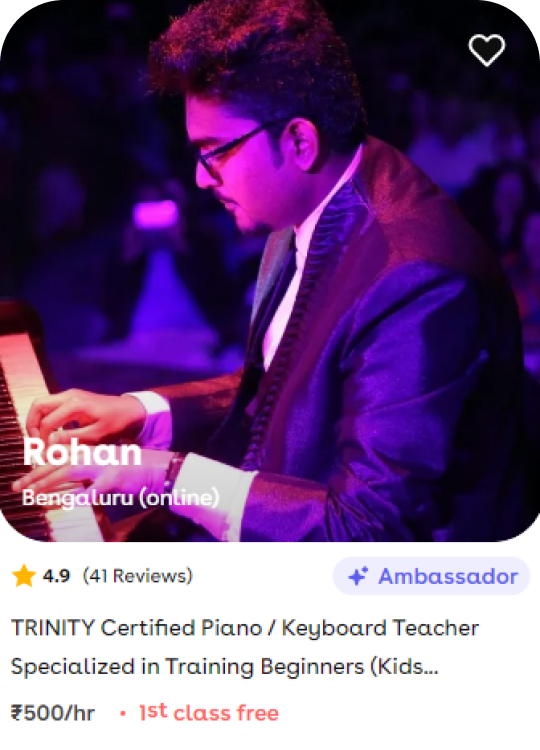 Rohan
Bengaluru (online)
4.9 (41 Reviews)
Ambassador
TRINITY Certified Piano / Keyboard Teacher
Specialized in Training Beginners (Kids...
₹500/hr • 1st class free